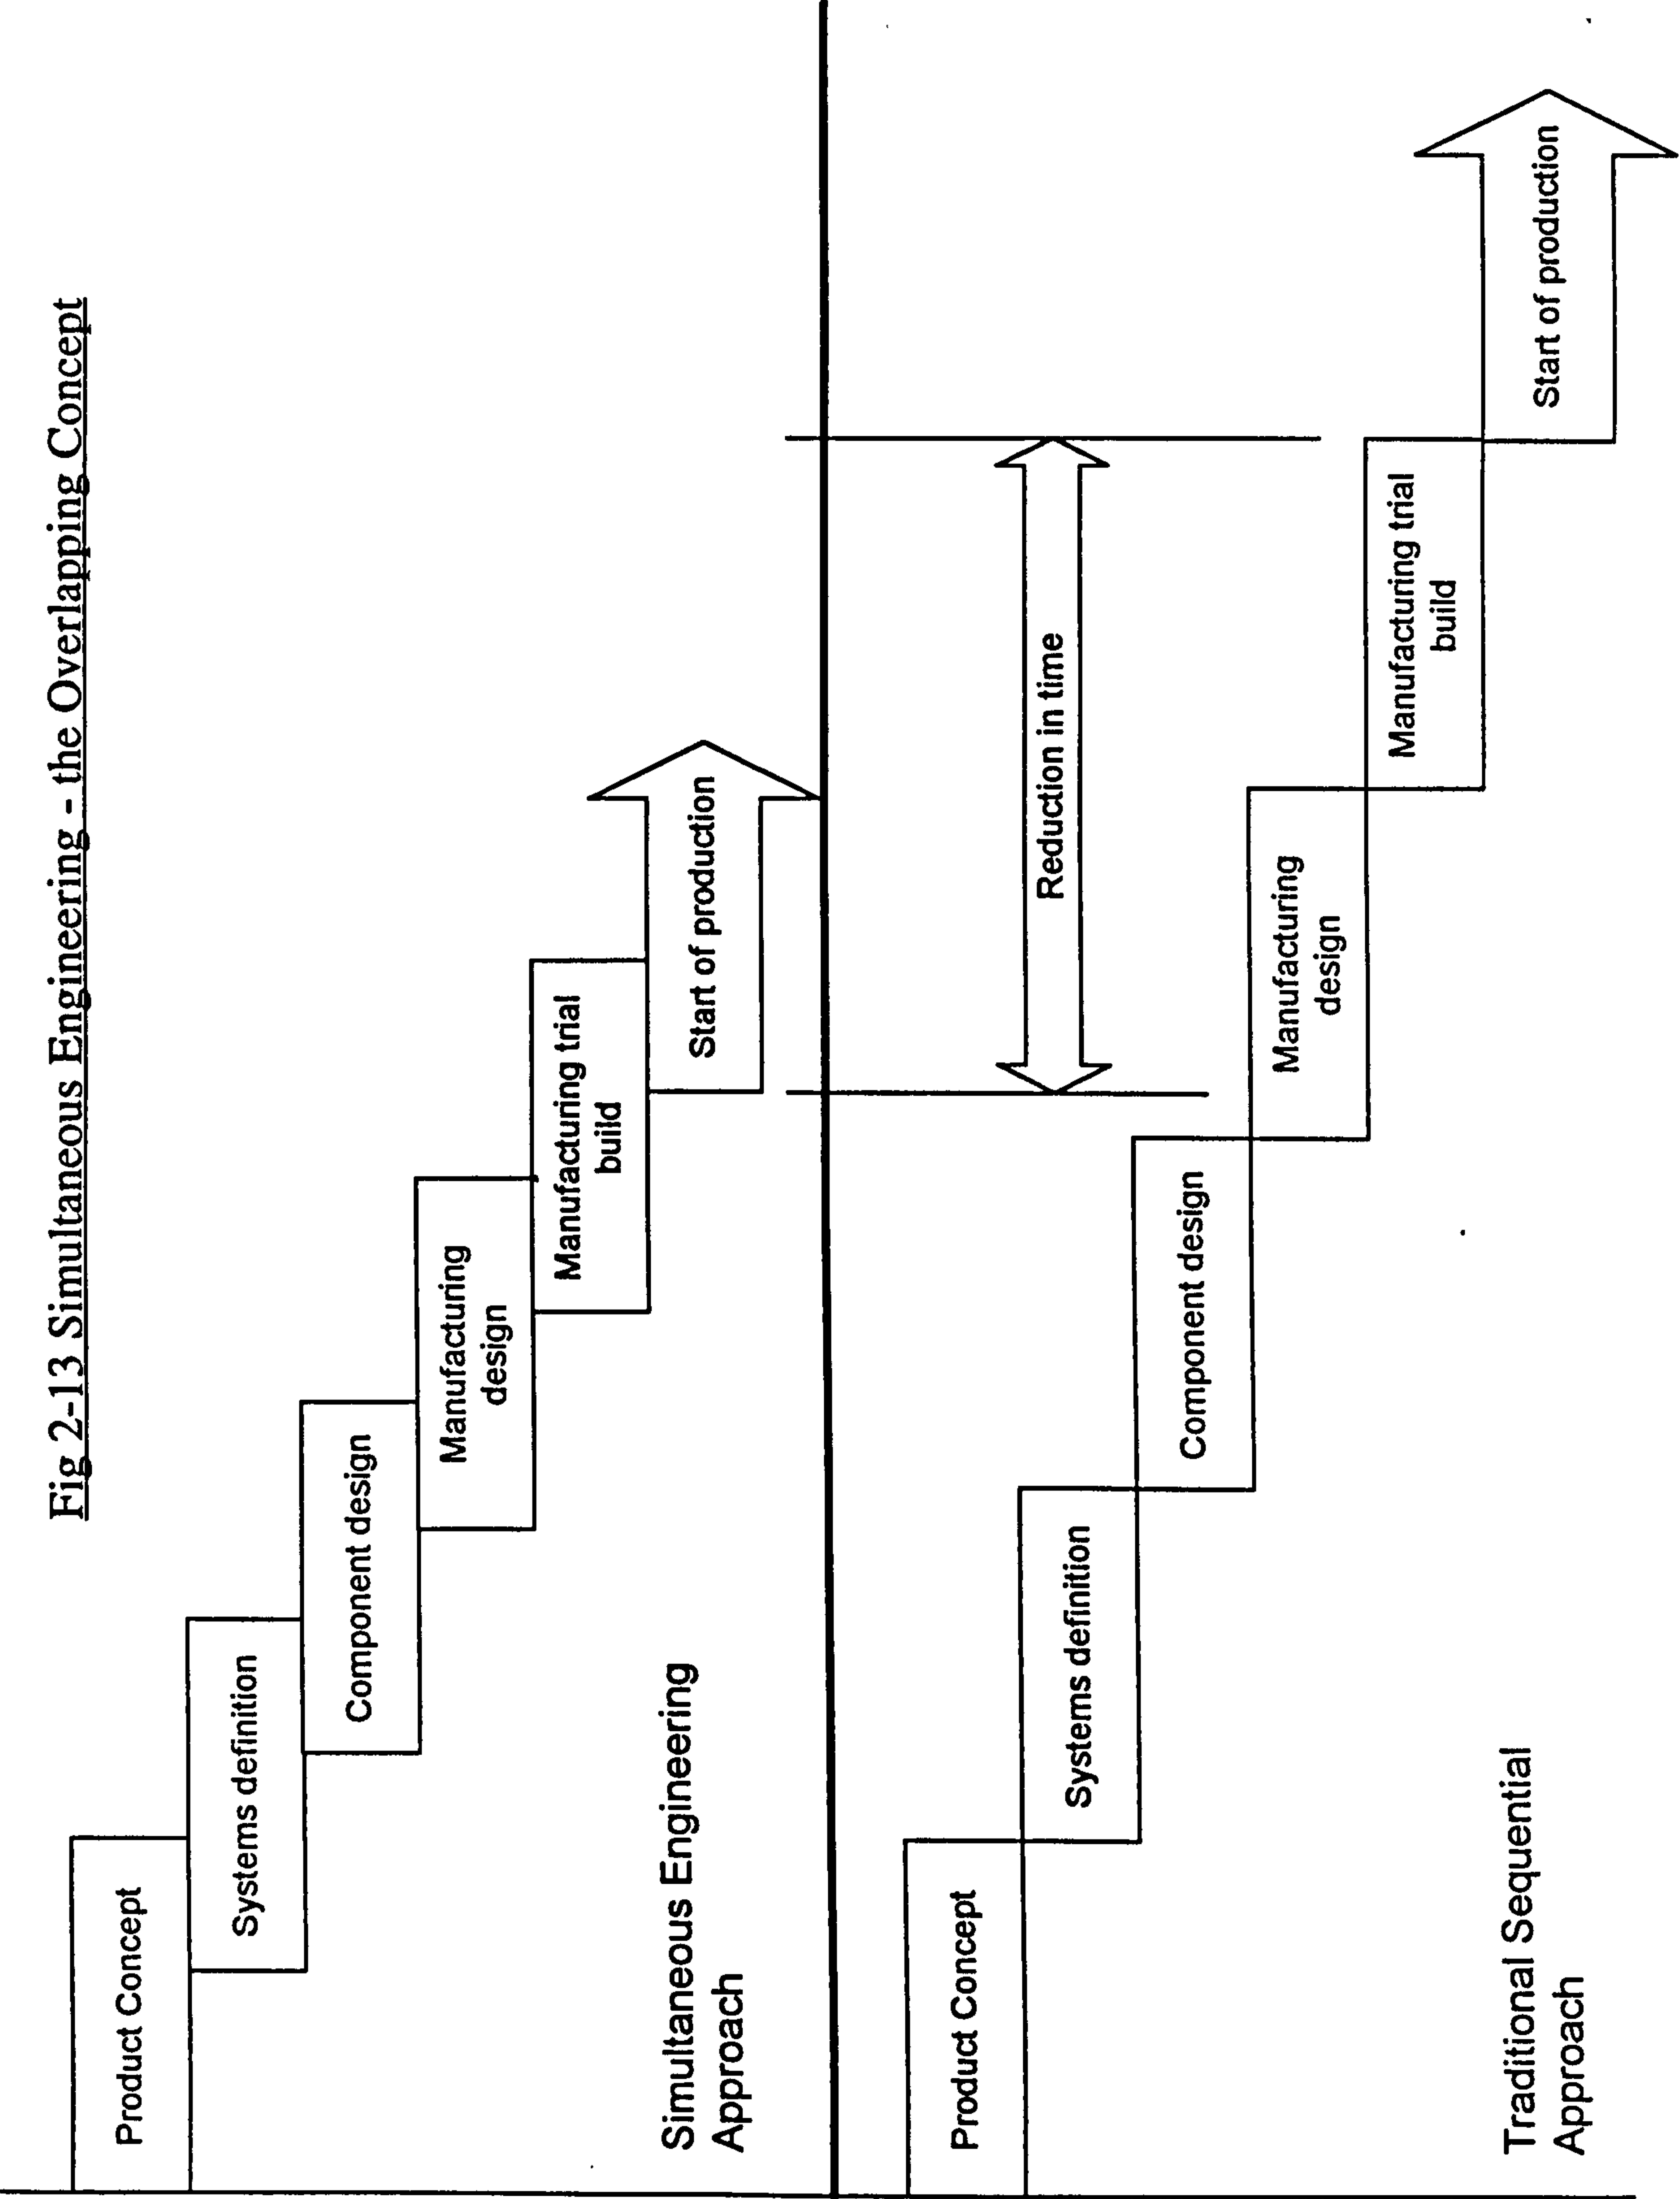 Fig 2-13 Simultaneous Engineering - the Overlapping Concept
Product Concept
Systems definition
Component design
Manufacturing
design
Manufacturing trial
build
Start of production
Simultaneous Engineering
Approach
Reduction in time
Product Concept
Systems definition
Component design
Manufacturing
design
Manufacturing trial
build
Start of production
Traditional Sequential
Approach